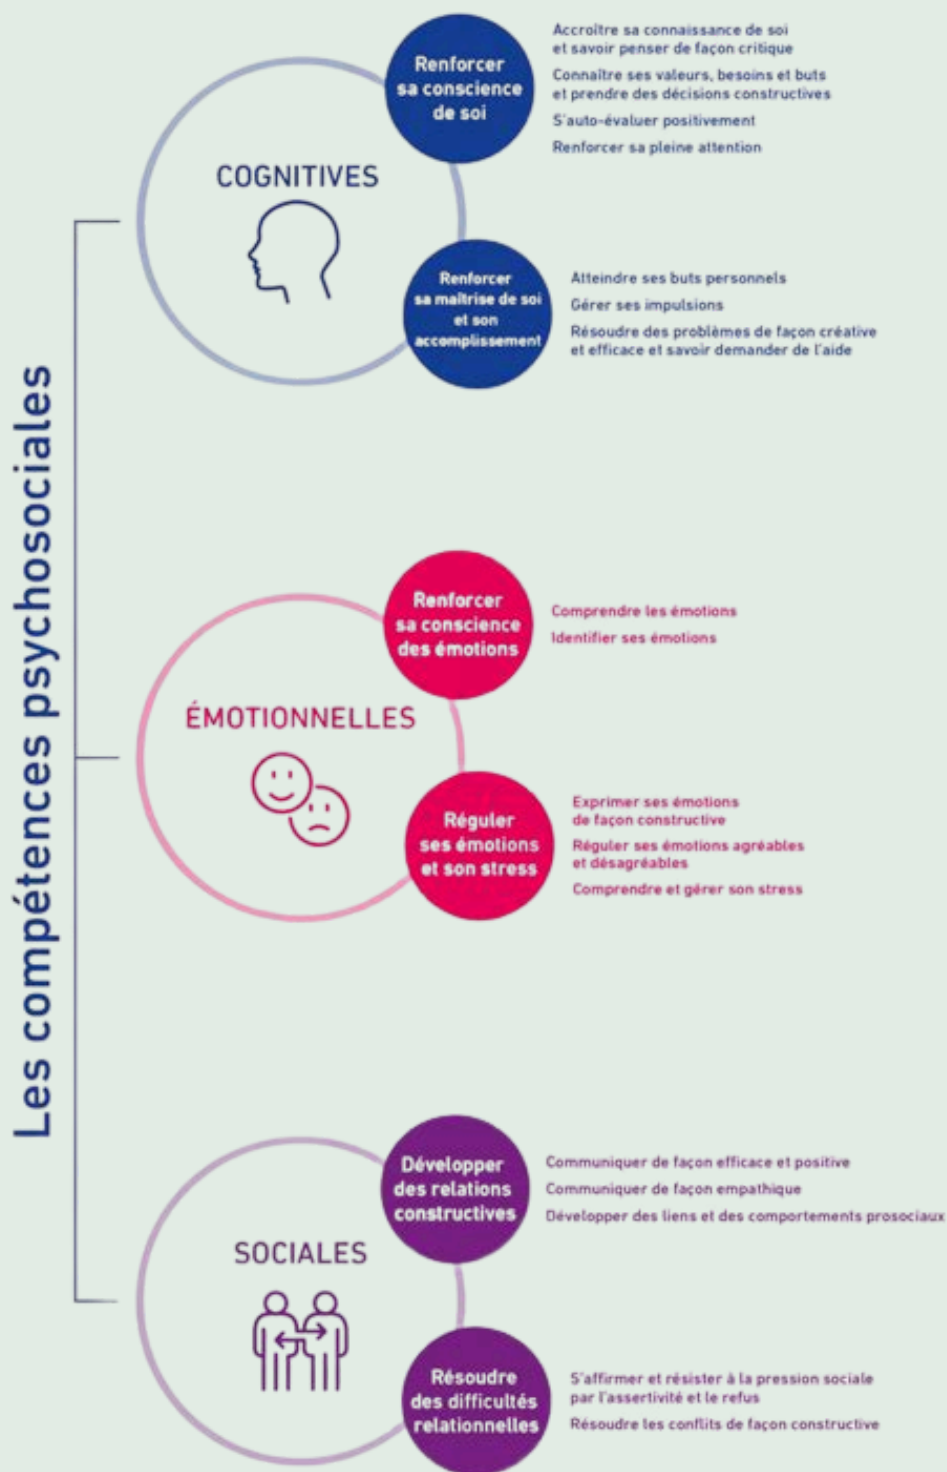 Les compétences psychosociales
COGNITIVES
Renforcer
sa conscience
de soi
Accroître sa connaissance de soi
et savoir penser de façon critique
Connaître ses valeurs, besoins et buts
et prendre des décisions constructives
S'auto-évaluer positivement
Renforcer sa pleine attention
Renforcer
sa maîtrise de soi
et son
accomplissement
Atteindre ses buts personnels
Gérer ses impulsions
Résoudre des problèmes de façon créative
et efficace et savoir demander de l'aide
ÉMOTIONNELLES
Renforcer
sa conscience
des émotions
Comprendre les émotions
Identifier ses émotions
Réguler
ses émotions
et son stress
Exprimer ses émotions
de façon constructive
Réguler ses émotions agréables
et désagréables
Comprendre et gérer son stress
SOCIALES
Développer
des relations
constructives
Communiquer de façon efficace et positive
Communiquer de façon empathique
Développer des liens et des comportements prosociaux
Résoudre
des difficultés
relationnelles
S'affirmer et résister à la pression sociale
par l'assertivité et le refus
Résoudre les conflits de façon constructive